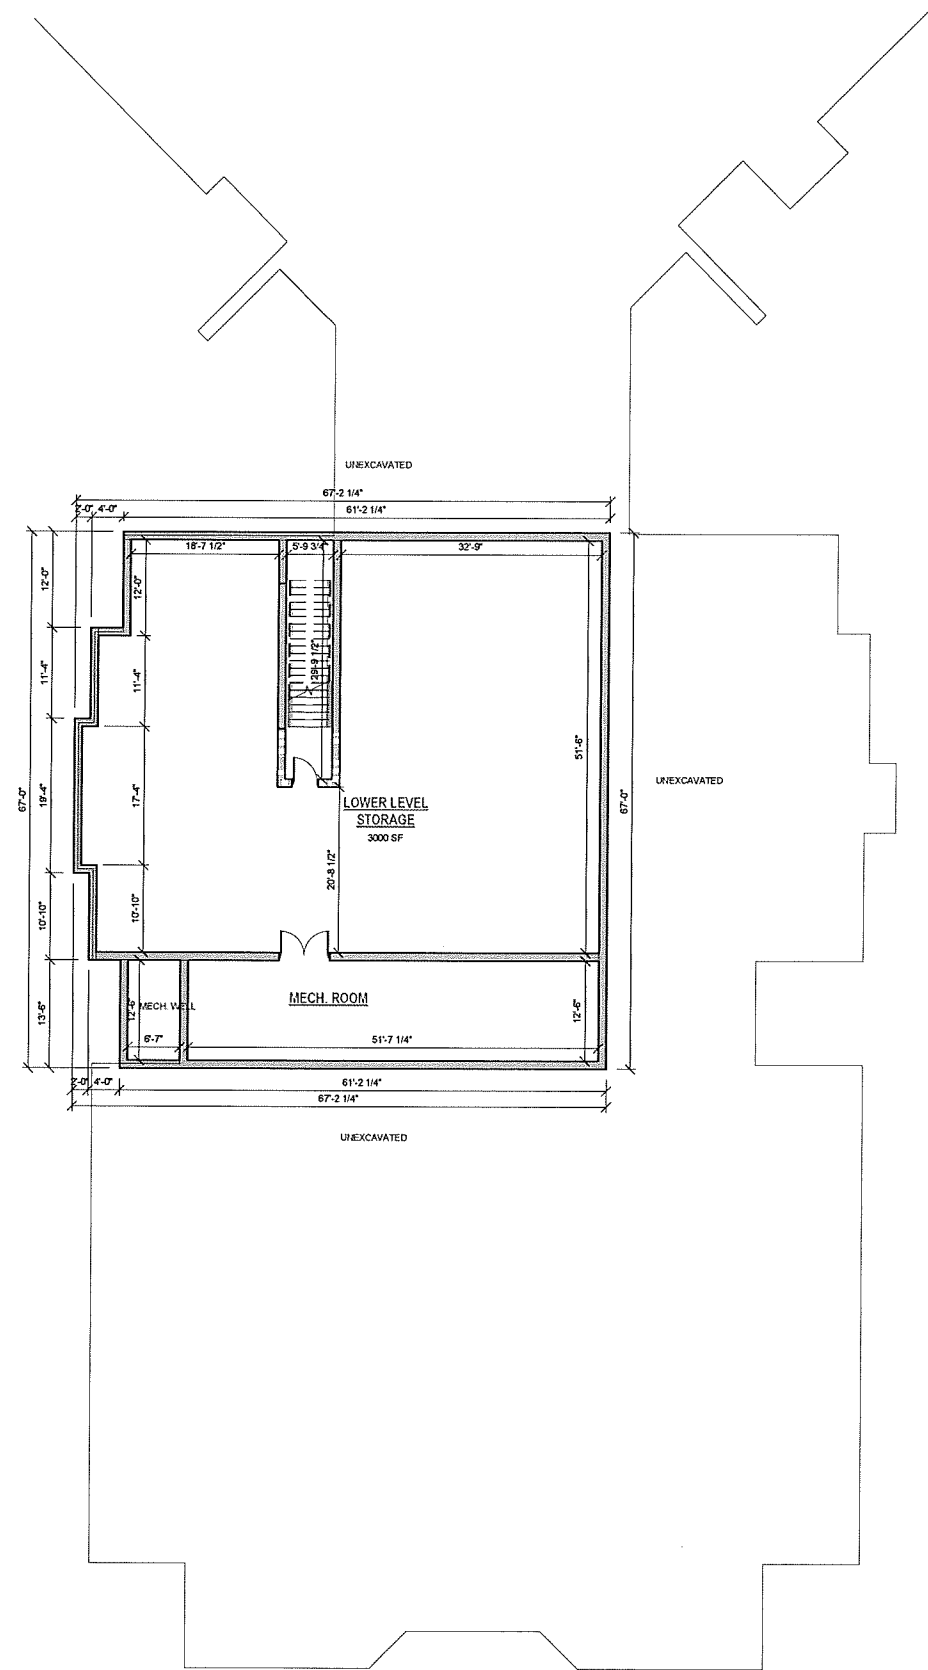 UNEXCAVATED
67'-2 1/4"
2'-0" 4'-0" 61'-2 1/4"
18'-7 1/2" 5'-9 3/4" 32'-9"
12'-0" 12'-0"
29'-9 1/2"
11'-4" 11'-4"
51'-6"
UNEXCAVATED
67'-0" 19'-4" 17'-4" 67'-0"
LOWER LEVEL
STORAGE
3000 SF
20'-8 1/2"
10'-10" 10'-10"
MECH. ROOM
13'-6" 12'-6" MECH. WELL 12'-6"
6'-7" 51'-7 1/4"
2'-0" 4'-0" 61'-2 1/4"
67'-2 1/4"
UNEXCAVATED